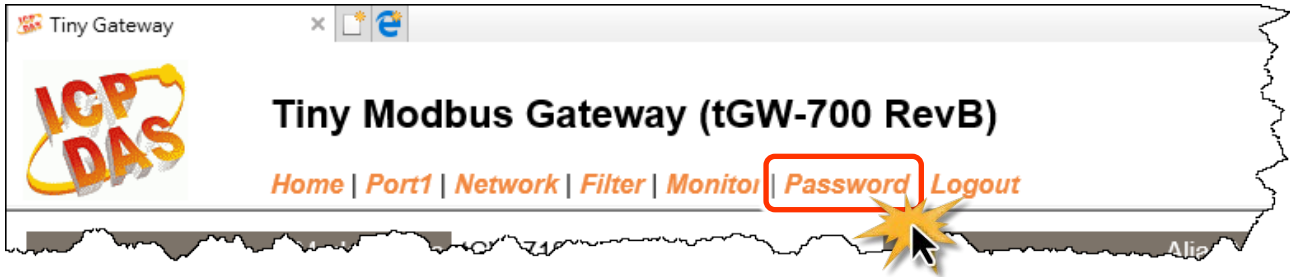 Tiny Gateway
ICP
DAS
Tiny Modbus Gateway (tGW-700 RevB)
Home | Port1 | Network | Filter | Monitor | Password | Logout